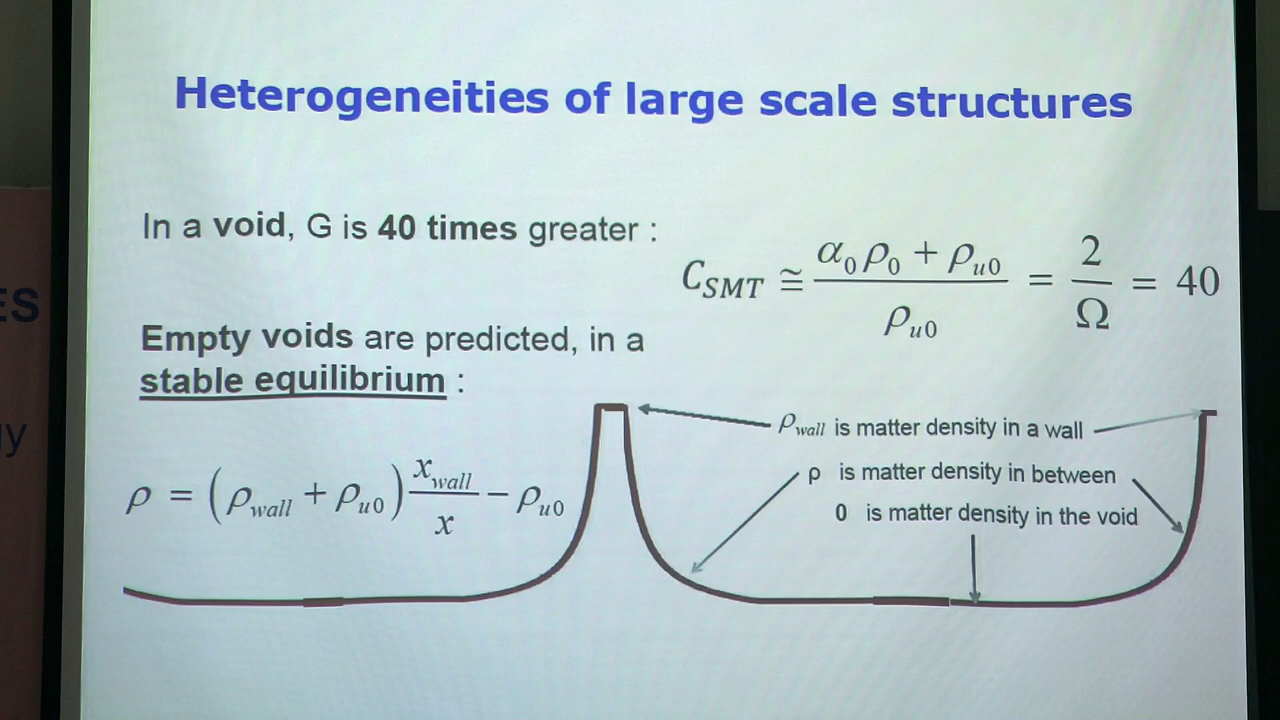 Heterogeneities of large scale structures
In a void, G is 40 times greater :
C_SMT ≅ (α₀ρ₀ + ρ_u0) / ρ_u0 = 2 / Ω = 40
Empty voids are predicted, in a
stable equilibrium :
ρ_wall is matter density in a wall
ρ is matter density in between
0 is matter density in the void
ρ = (ρ_wall + ρ_u0) x_wall / x − ρ_u0
ES